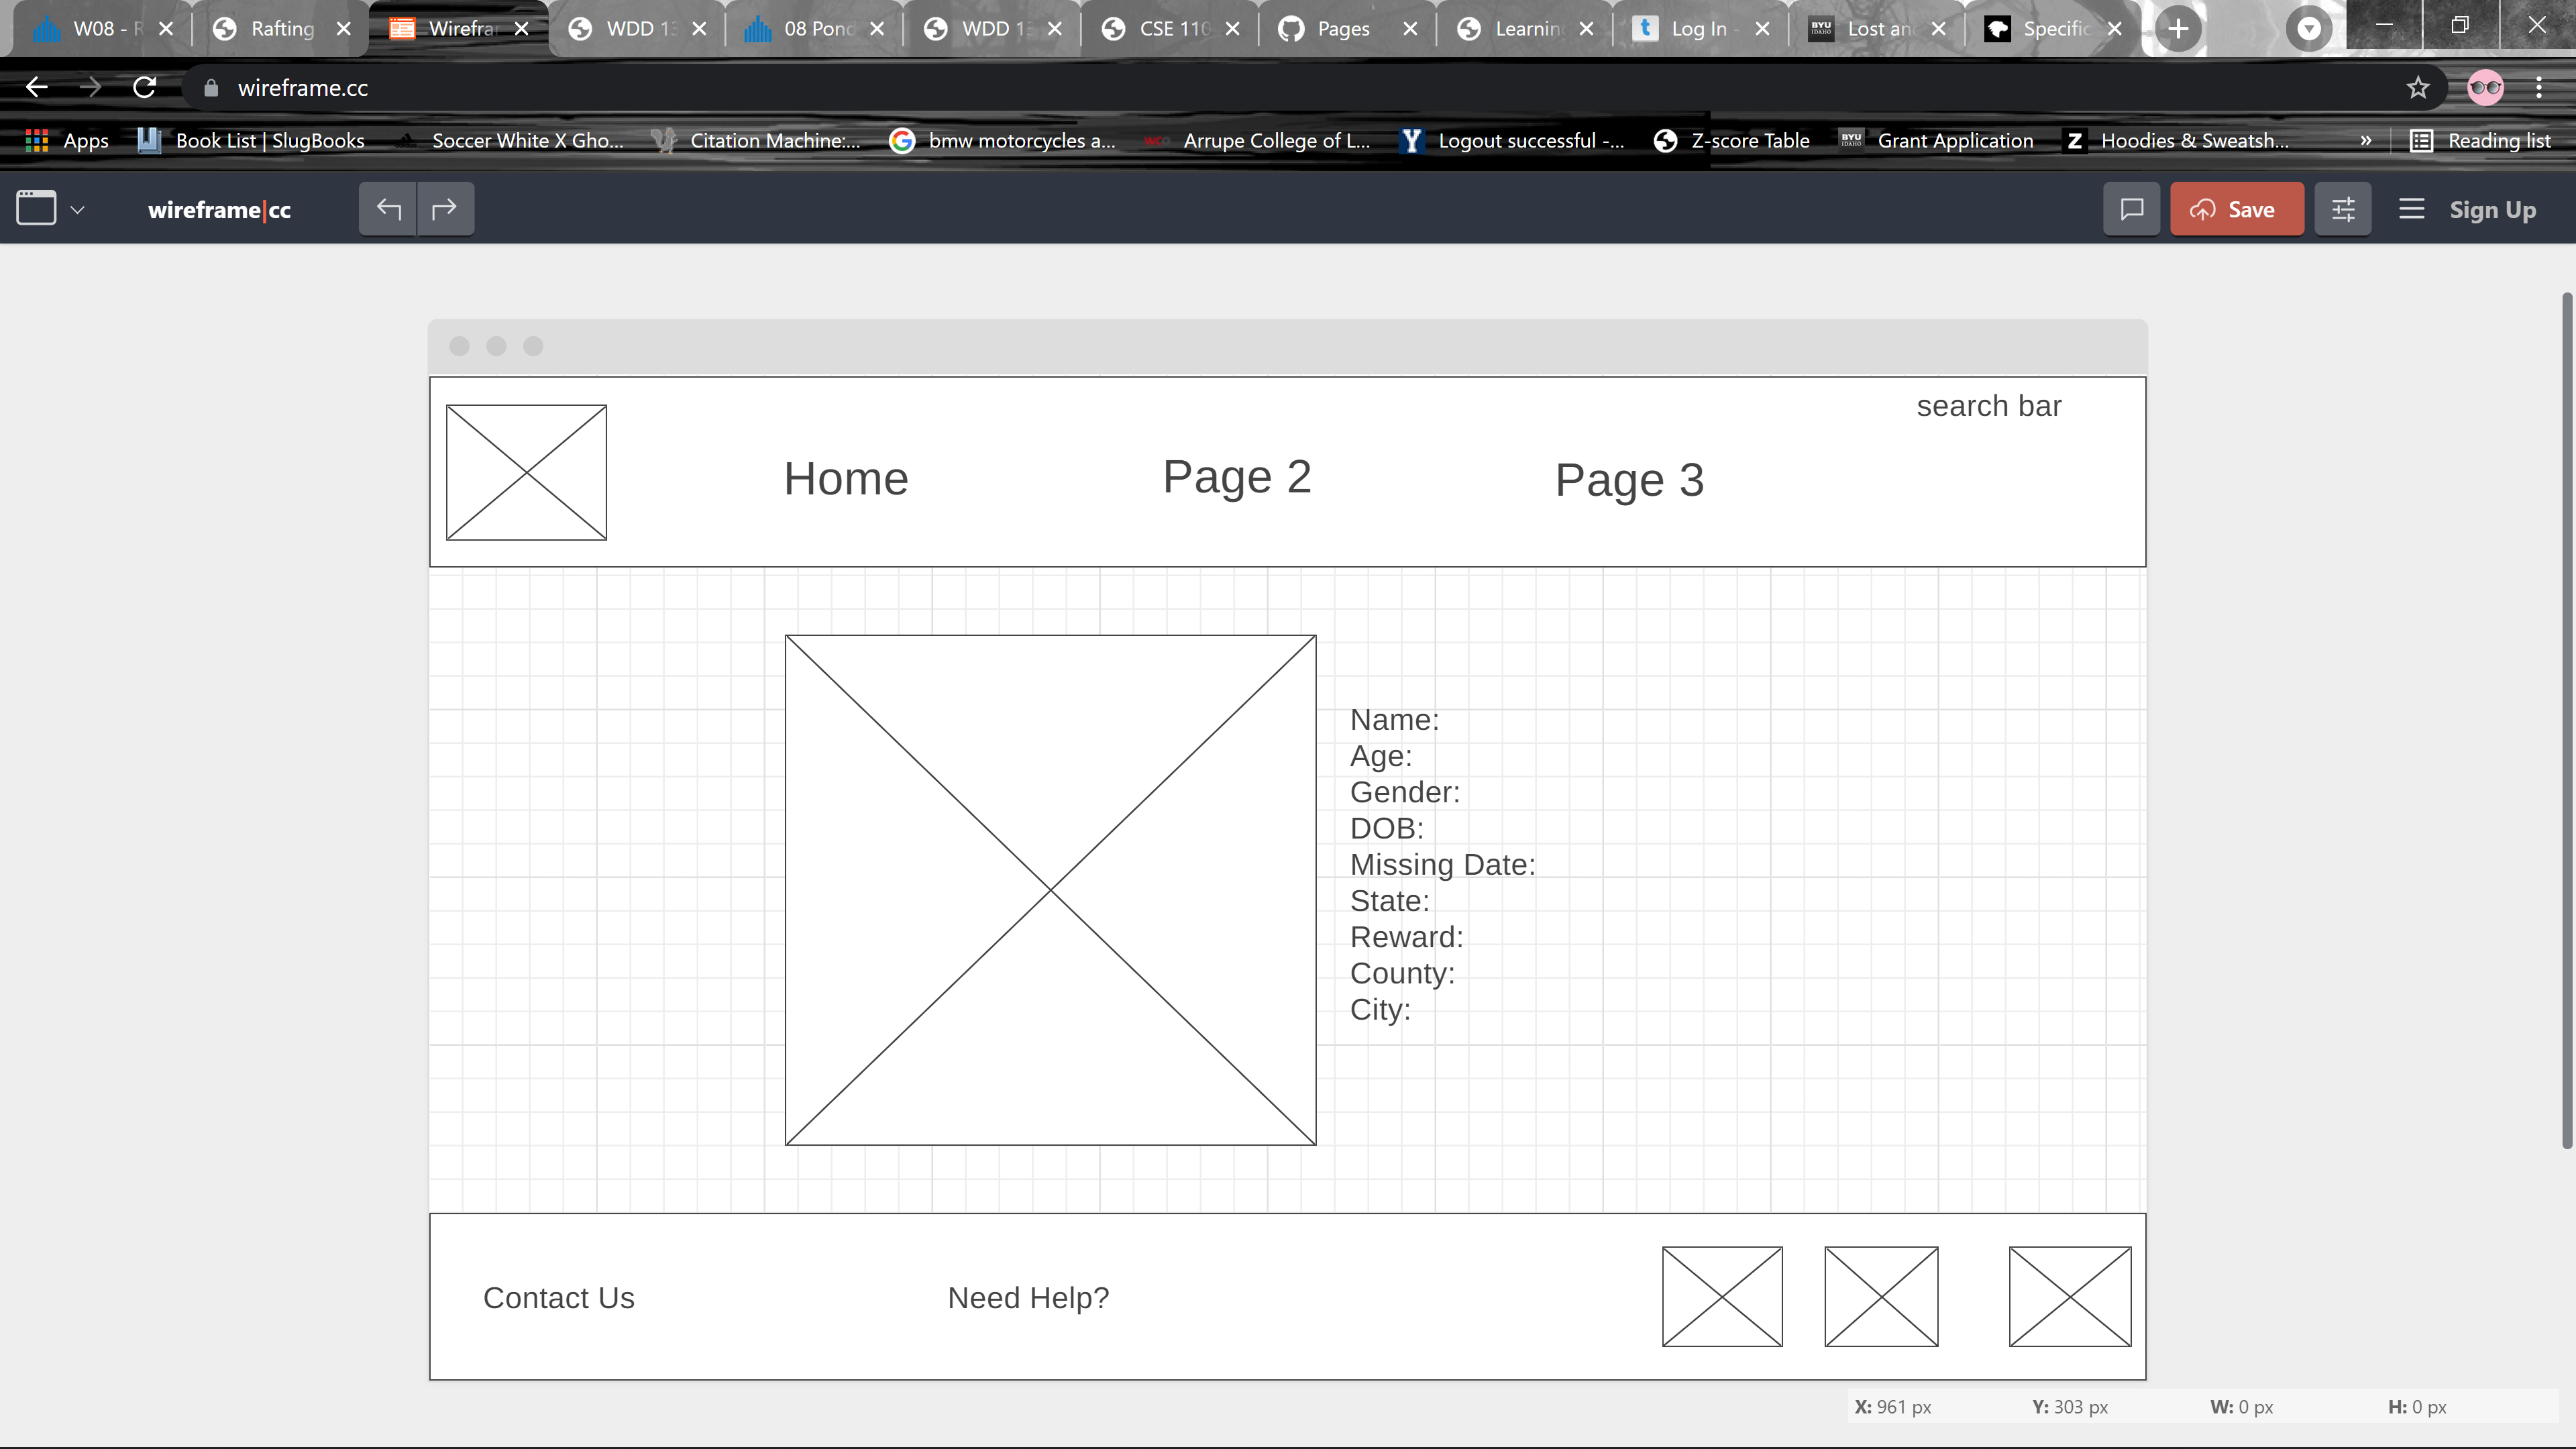 W08 - R Rafting Wirefra WDD 13 08 Pond WDD 13 CSE 110 Pages Learnin Log In - Lost an Specific
wireframe.cc
Apps Book List | SlugBooks Soccer White X Gho... Citation Machine:... bmw motorcycles a... Arrupe College of L... Logout successful -... Z-score Table Grant Application Hoodies & Sweatsh... » Reading list
wireframe|cc Save Sign Up
search bar
Home Page 2 Page 3
Name:
Age:
Gender:
DOB:
Missing Date:
State:
Reward:
County:
City:
Contact Us Need Help?
X: 961 px Y: 303 px W: 0 px H: 0 px